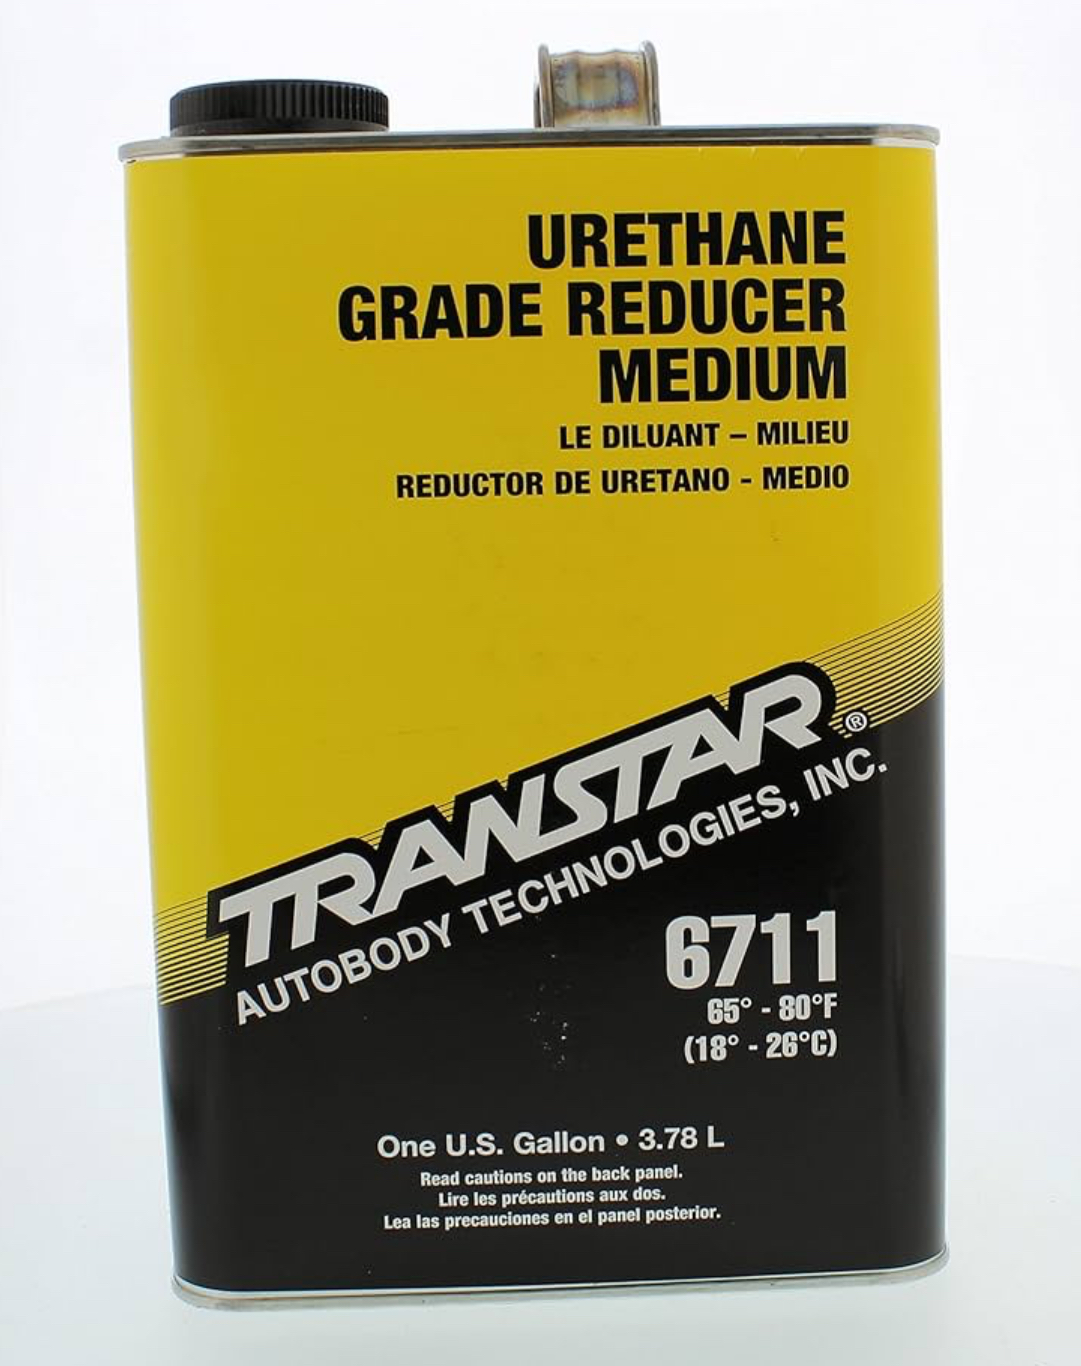 URETHANE
GRADE REDUCER
MEDIUM
LE DILUANT – MILIEU
REDUCTOR DE URETANO - MEDIO
TRANSTAR®
AUTOBODY TECHNOLOGIES, INC.
6711
65° - 80°F
(18° - 26°C)
One U.S. Gallon • 3.78 L
Read cautions on the back panel.
Lire les précautions aux dos.
Lea las precauciones en el panel posterior.